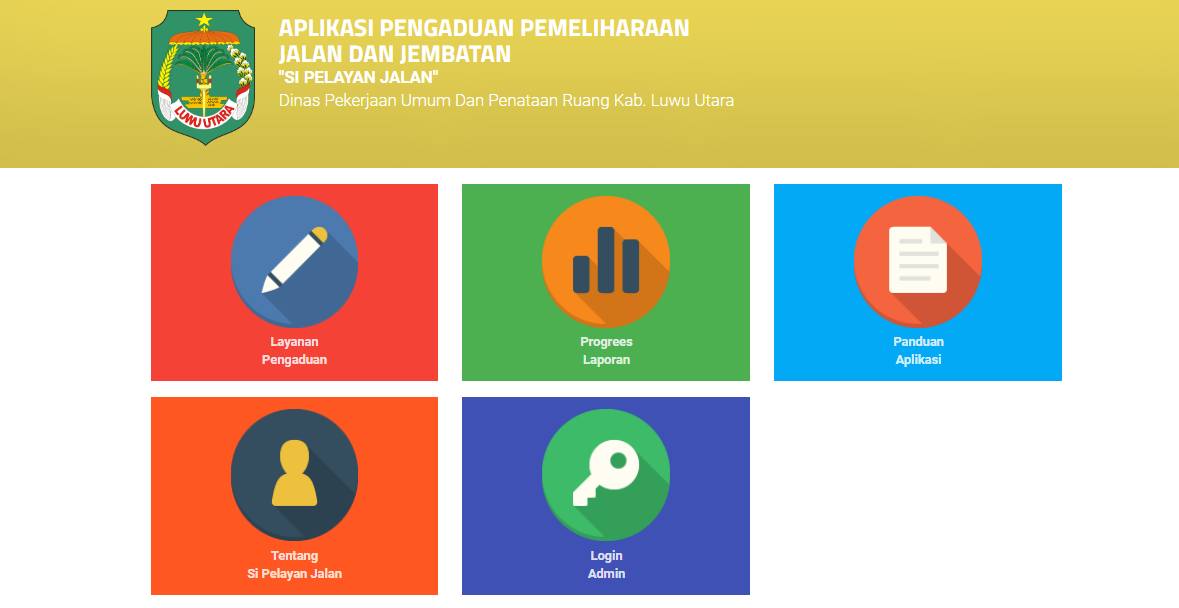 APLIKASI PENGADUAN PEMELIHARAAN
JALAN DAN JEMBATAN
"SI PELAYAN JALAN"
Dinas Pekerjaan Umum Dan Penataan Ruang Kab. Luwu Utara
LUWU UTARA
Layanan
Pengaduan
Progrees
Laporan
Panduan
Aplikasi
Tentang
Si Pelayan Jalan
Login
Admin